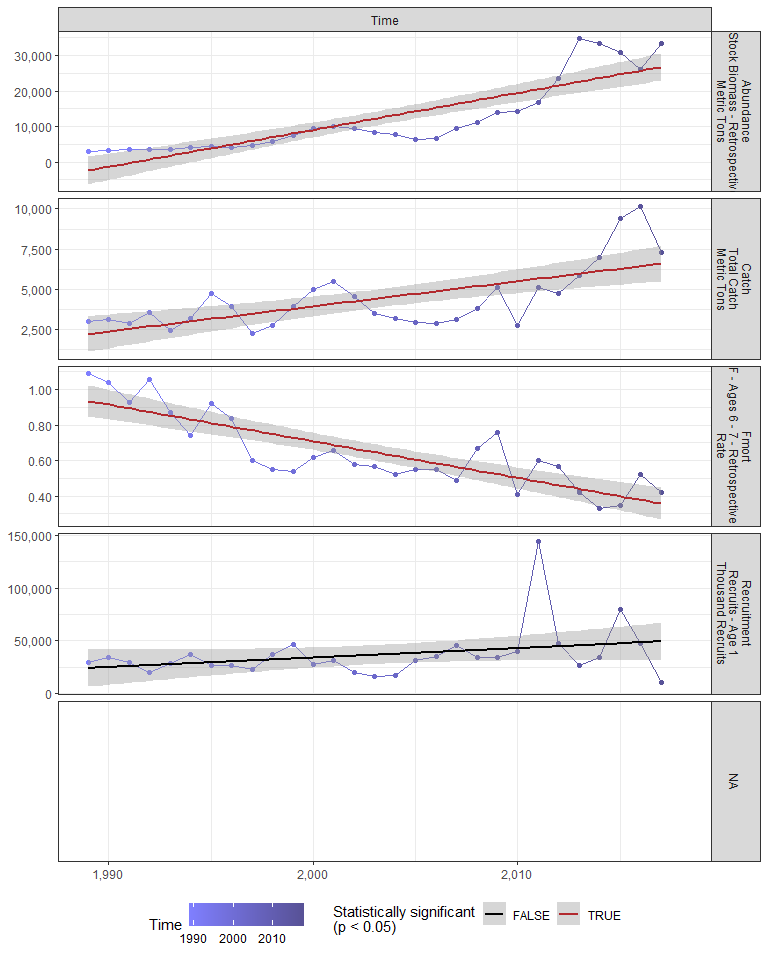 Time
30,000
20,000
10,000
0
Abundance
Stock Biomass - Retrospectiv
Metric Tons
10,000
7,500
5,000
2,500
Catch
Total Catch
Metric Tons
1.00
0.80
0.60
0.40
Fmort
F - Ages 6 - 7 - Retrospective
Rate
150,000
100,000
50,000
0
Recruitment
Recruits - Age 1
Thousand Recruits
NA
1,990 2,000 2,010
Time
1990 2000 2010
Statistically significant
(p < 0.05)
FALSE TRUE